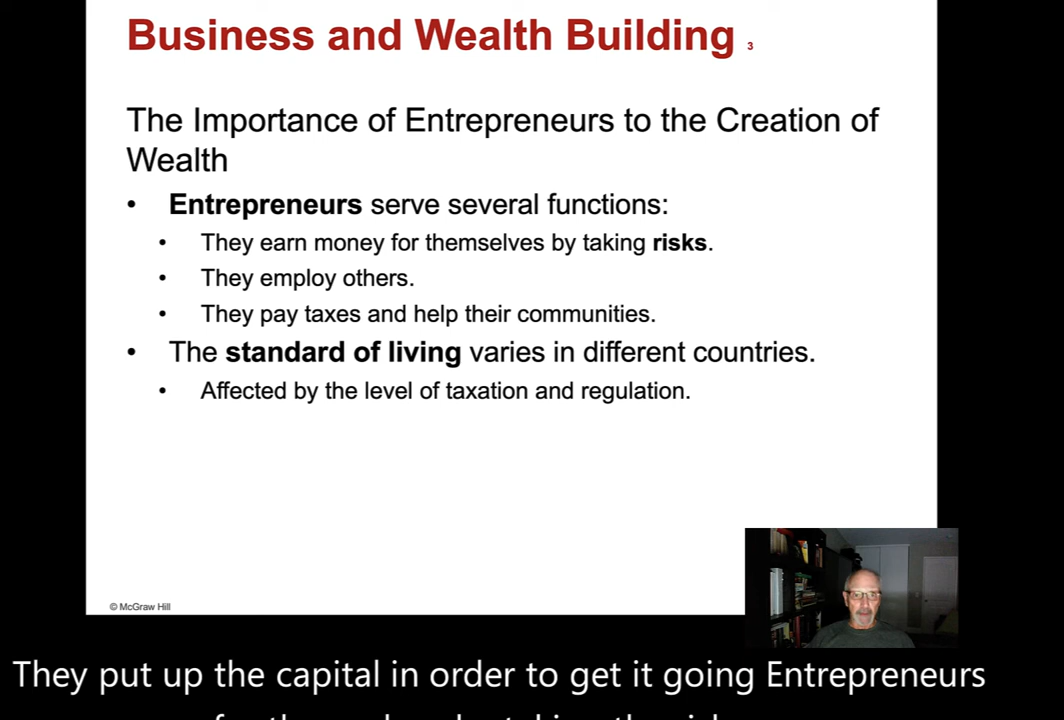 Business and Wealth Building 3
The Importance of Entrepreneurs to the Creation of
Wealth
• Entrepreneurs serve several functions:
• They earn money for themselves by taking risks.
• They employ others.
• They pay taxes and help their communities.
• The standard of living varies in different countries.
• Affected by the level of taxation and regulation.
© McGraw Hill
They put up the capital in order to get it going Entrepreneurs